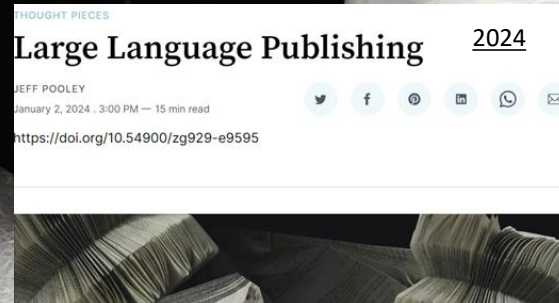 THOUGHT PIECES
Large Language Publishing
2024
JEFF POOLEY
January 2, 2024 . 3:00 PM — 15 min read
https://doi.org/10.54900/zg929-e9595